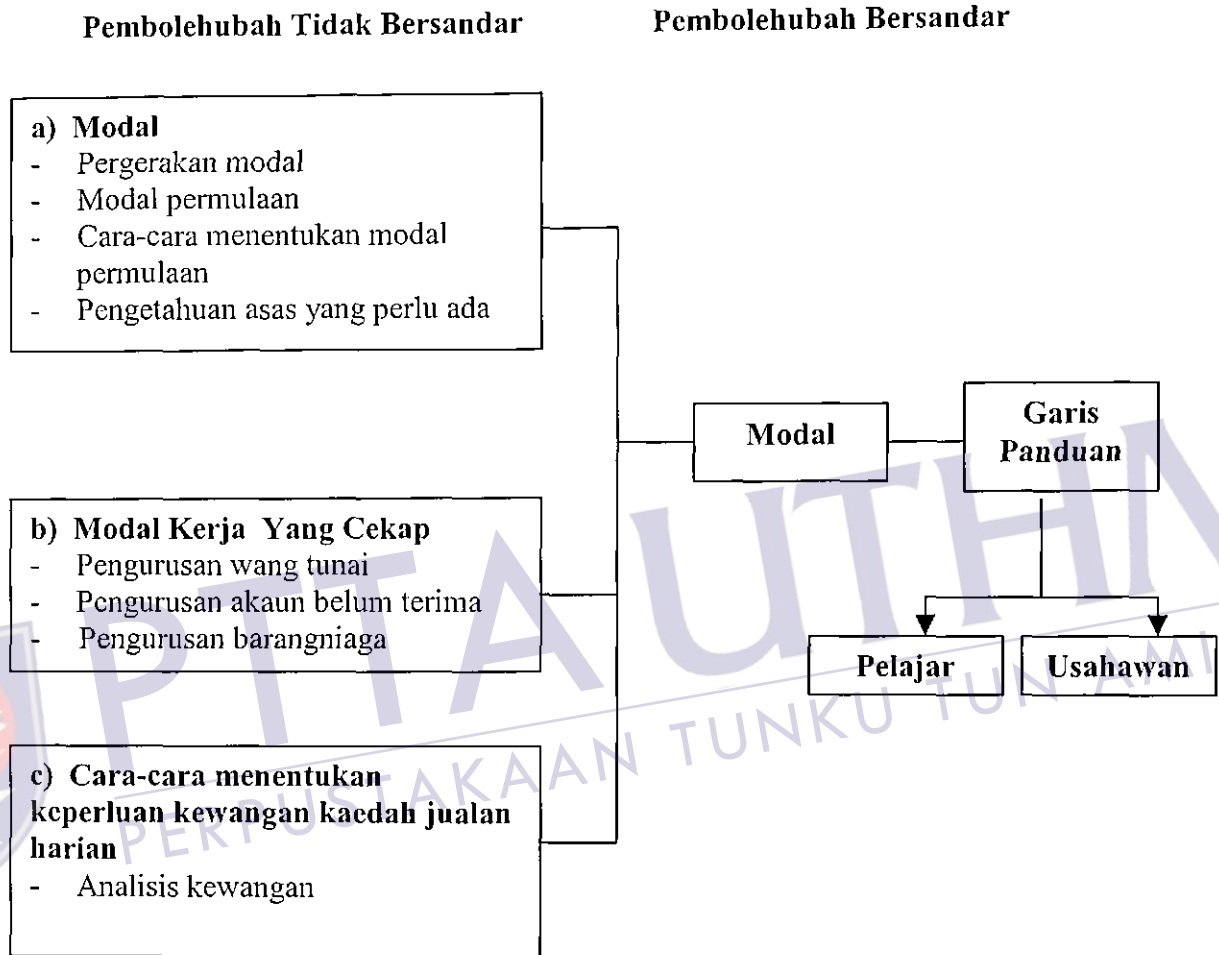 Pembolehubah Tidak Bersandar
Pembolehubah Bersandar
a) Modal
- Pergerakan modal
- Modal permulaan
- Cara-cara menentukan modal
permulaan
- Pengetahuan asas yang perlu ada
b) Modal Kerja Yang Cekap
- Pengurusan wang tunai
- Pengurusan akaun belum terima
- Pengurusan barangniaga
c) Cara-cara menentukan
keperluan kewangan kaedah jualan
harian
- Analisis kewangan
Modal
Garis
Panduan
Pelajar
Usahawan
PTTA UTHM
PERPUSTAKAAN TUNKU TUN AMI